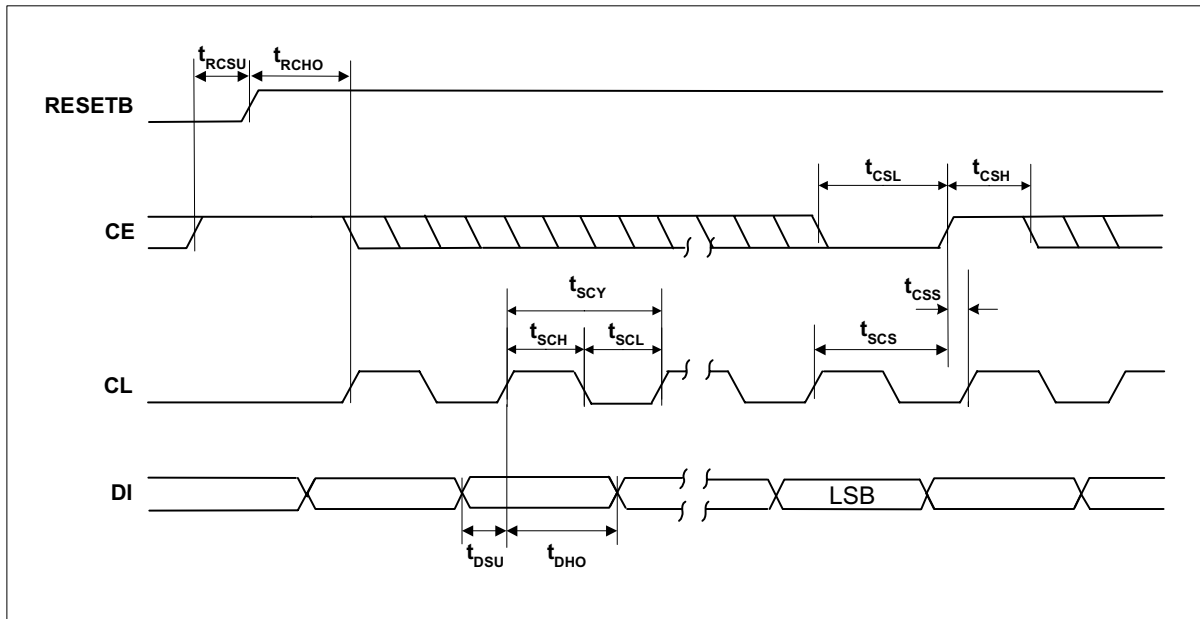 tRCSU tRCHO
RESETB
tCSL tCSH
CE
tCSS
tSCY
tSCH tSCL tSCS
CL
DI
LSB
tDSU tDHO